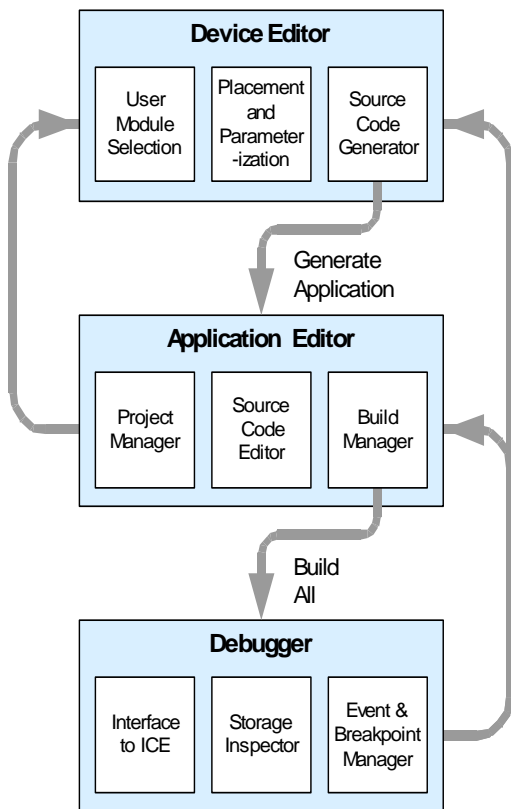 Device Editor
User
Module
Selection
Placement
and
Parameter
-ization
Source
Code
Generator
Generate
Application
Application Editor
Project
Manager
Source
Code
Editor
Build
Manager
Build
All
Debugger
Interface
to ICE
Storage
Inspector
Event &
Breakpoint
Manager